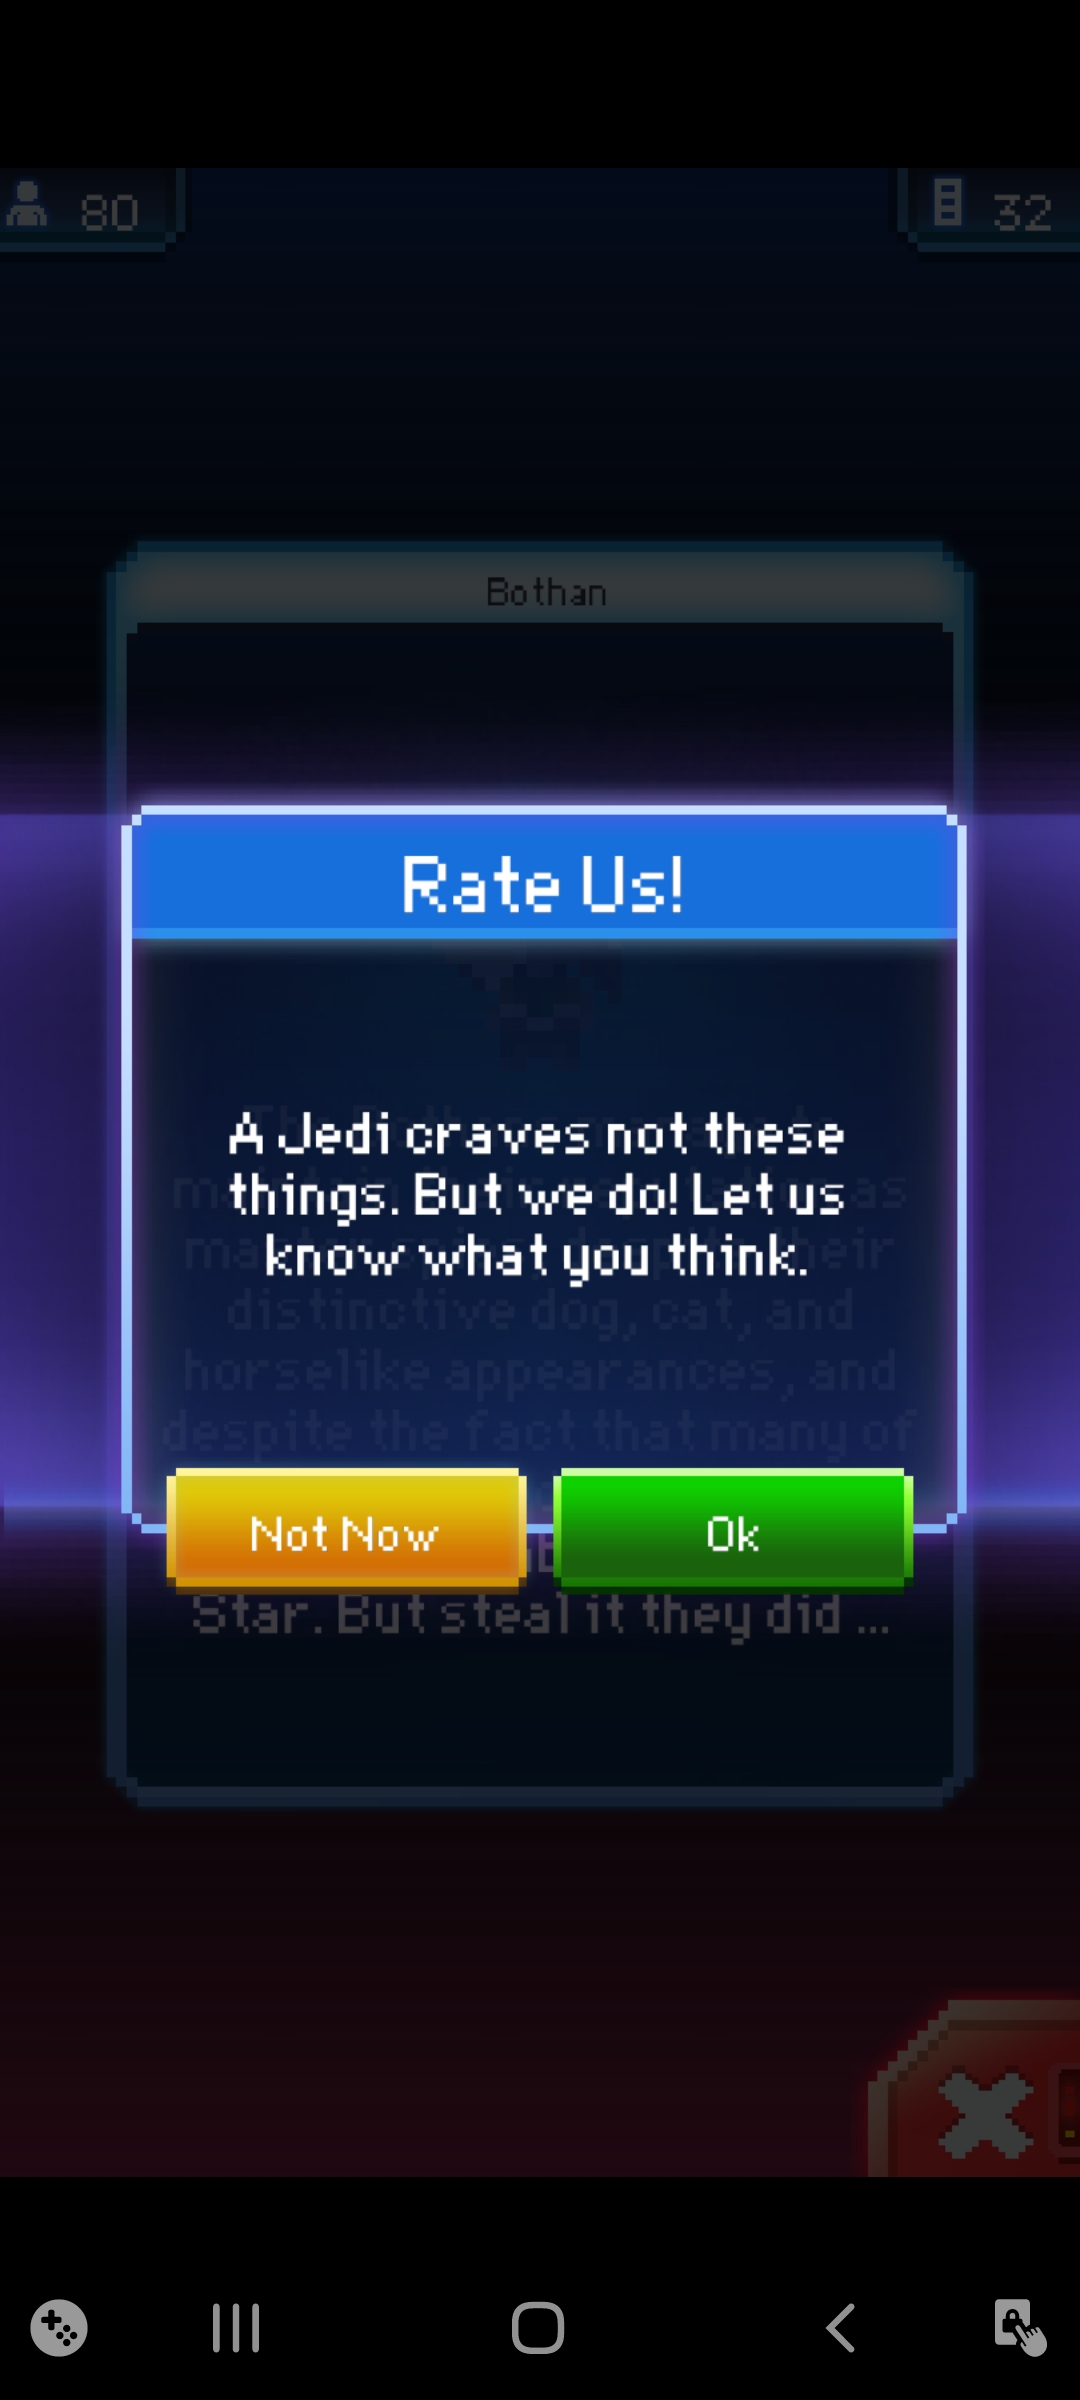 80
32
Bothan
Rate Us!
A Jedi craves not these
things. But we do! Let us
know what you think.
distinctive dog, cat, and
horselike appearances, and
despite the fact that many of
Not Now
Ok
Star. But steal it they did ...